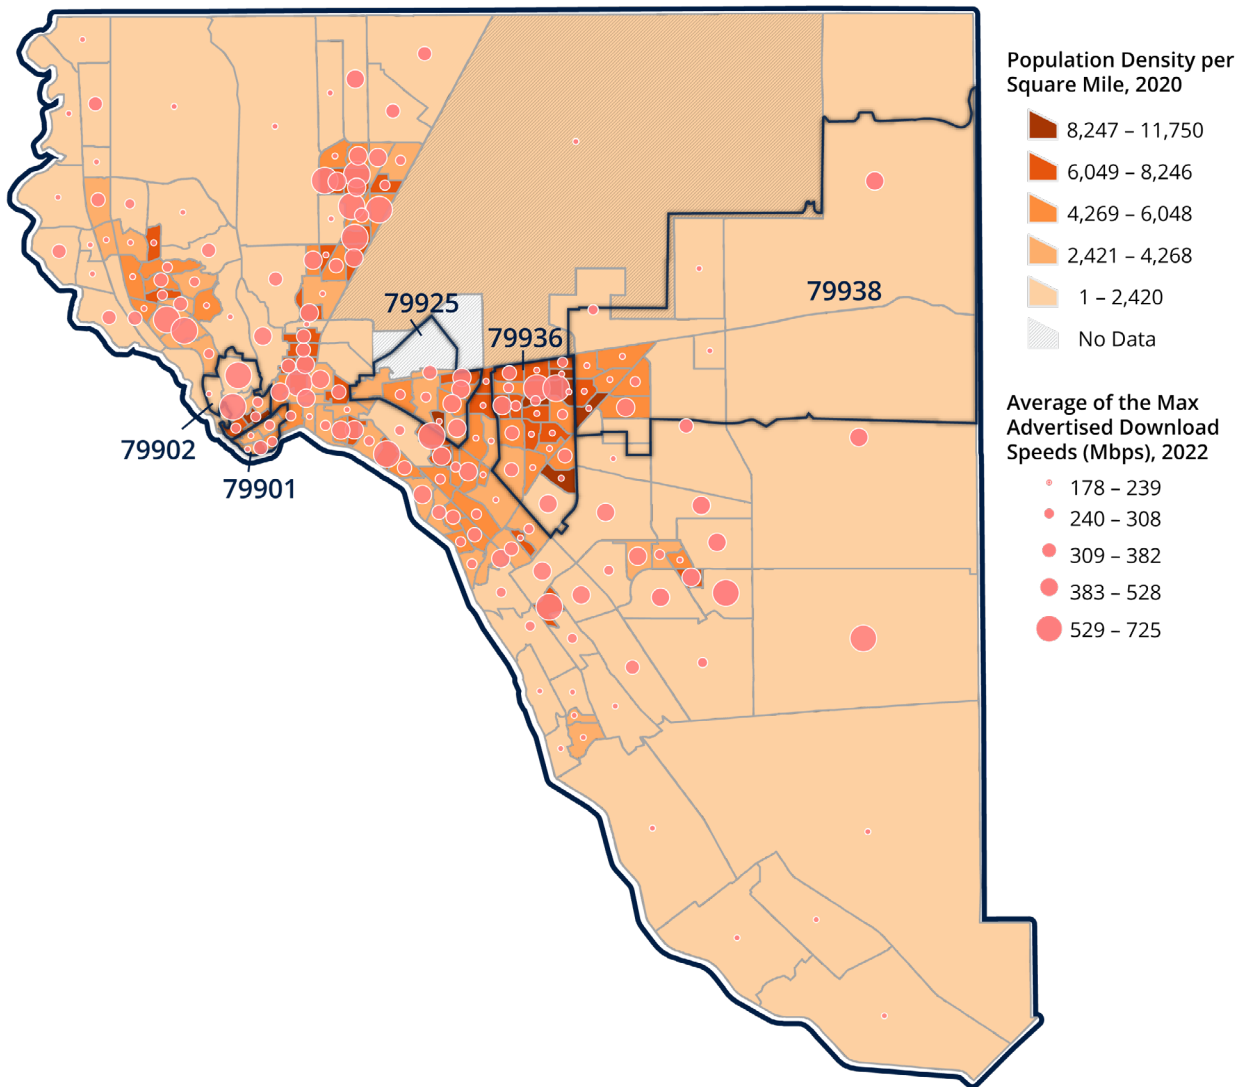 Population Density per
Square Mile, 2020
8,247 – 11,750
6,049 – 8,246
4,269 – 6,048
2,421 – 4,268
1 – 2,420
No Data
Average of the Max
Advertised Download
Speeds (Mbps), 2022
178 – 239
240 – 308
309 – 382
383 – 528
529 – 725
79925
79938
79936
79902
79901